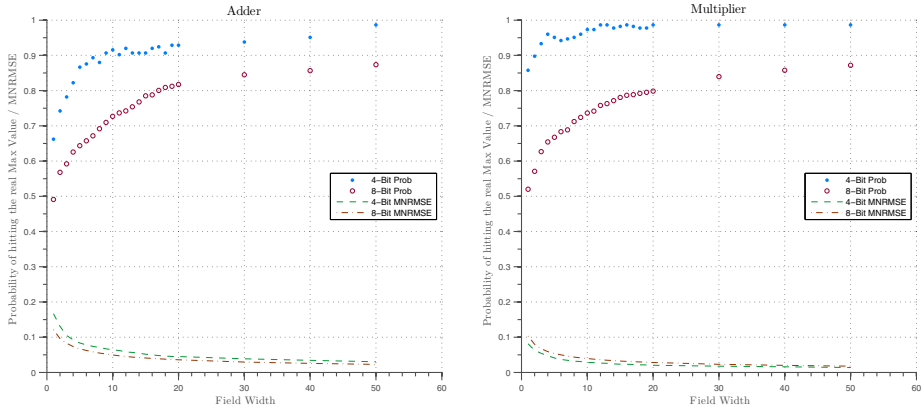 Adder
Probability of hitting the real Max Value / MNRMSE
1
0.9
0.8
0.7
0.6
0.5
0.4
0.3
0.2
0.1
0
4-Bit Prob
8-Bit Prob
4-Bit MNRMSE
8-Bit MNRMSE
0 10 20 30 40 50 60
Field Width
Multiplier
Probability of hitting the real Max Value / MNRMSE
1
0.9
0.8
0.7
0.6
0.5
0.4
0.3
0.2
0.1
0
4-Bit Prob
8-Bit Prob
4-Bit MNRMSE
8-Bit MNRMSE
0 10 20 30 40 50 60
Field Width